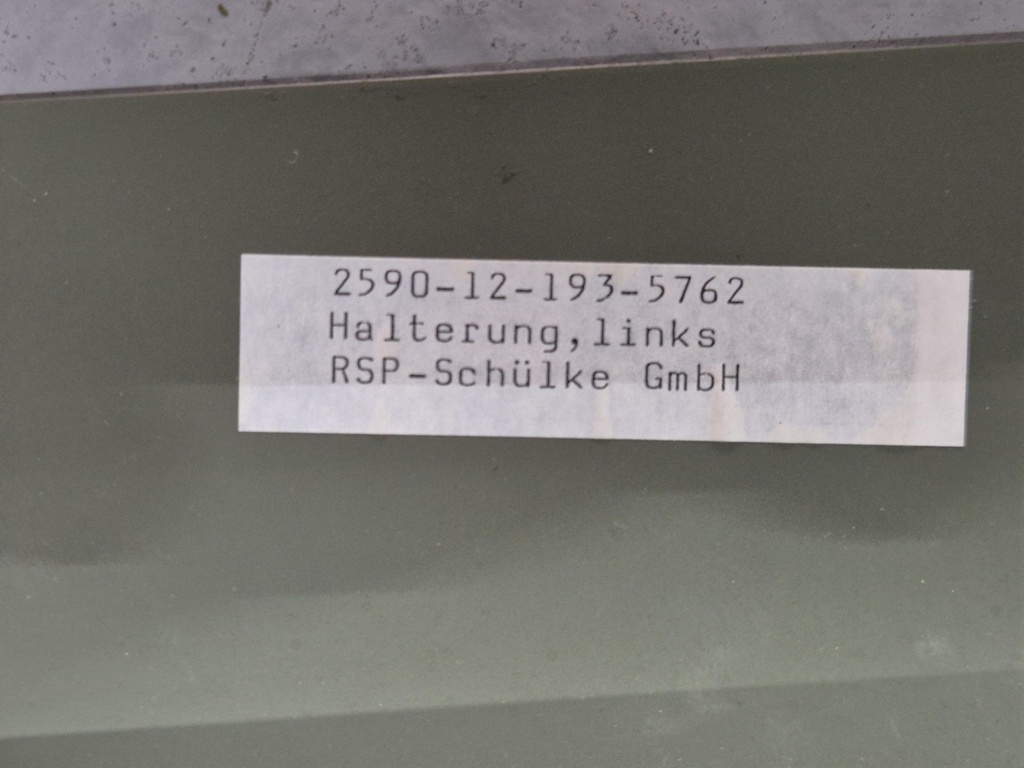 2590-12-193-5762
Halterung,links
RSP-Schülke GmbH